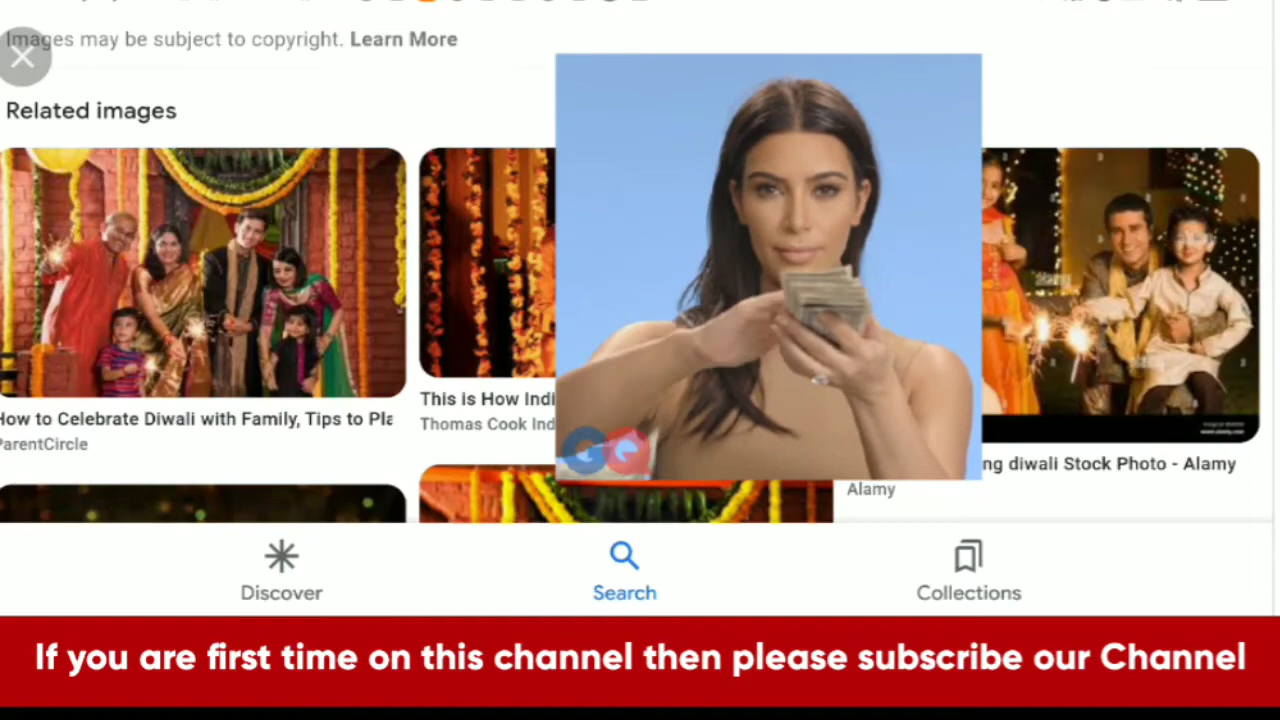 Images may be subject to copyright. Learn More
Related images
How to Celebrate Diwali with Family, Tips to Pla
ParentCircle
This is How Indi
Thomas Cook Ind
GQ
ng diwali Stock Photo - Alamy
Alamy
Discover
Search
Collections
If you are first time on this channel then please subscribe our Channel